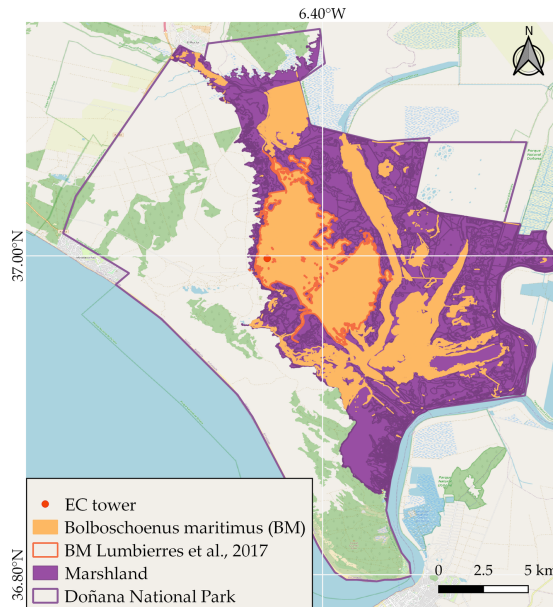 6.40°W
N
37.00°N
36.80°N
EC tower
Bolboschoenus maritimus (BM)
BM Lumbierres et al., 2017
Marshland
Doñana National Park
0 2.5 5 km